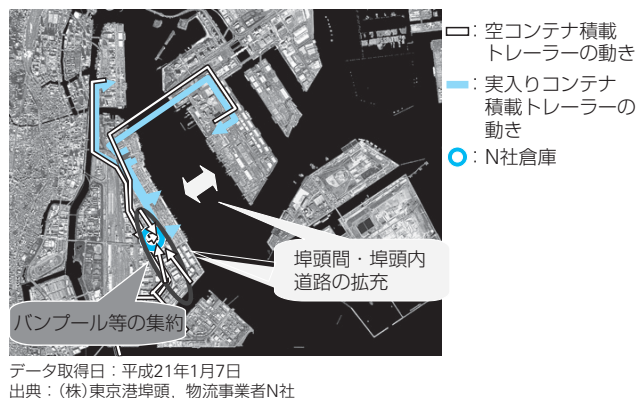 ：空コンテナ積載
トレーラーの動き
：実入りコンテナ
積載トレーラーの
動き
：N社倉庫
埠頭間・埠頭内
道路の拡充
バンプール等の集約
データ取得日：平成21年1月7日
出典：（株）東京港埠頭，物流事業者N社